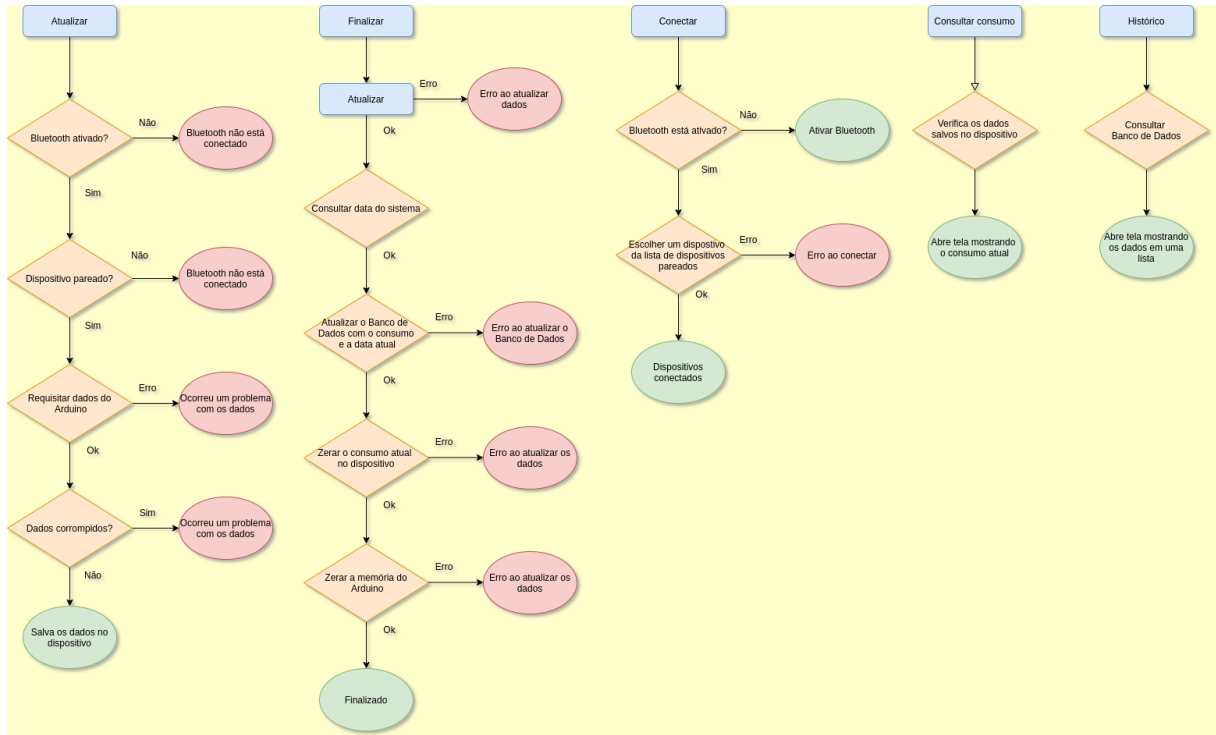 Atualizar
Bluetooth ativado?
Não
Bluetooth não está
conectado
Sim
Dispositivo pareado?
Não
Bluetooth não está
conectado
Sim
Requisitar dados do
Arduino
Erro
Ocorreu um problema
com os dados
Ok
Dados corrompidos?
Sim
Ocorreu um problema
com os dados
Não
Salva os dados no
dispositivo
Finalizar
Atualizar
Erro
Erro ao atualizar
dados
Ok
Consultar data do sistema
Ok
Atualizar o Banco de
Dados com o consumo
e a data atual
Erro
Erro ao atualizar o
Banco de Dados
Ok
Zerar o consumo atual
no dispositivo
Erro
Erro ao atualizar os
dados
Ok
Zerar a memória do
Arduino
Erro
Erro ao atualizar os
dados
Ok
Finalizado
Conectar
Bluetooth está ativado?
Não
Ativar Bluetooth
Sim
Escolher um dispostivo
da lista de dispositivos
pareados
Erro
Erro ao conectar
Ok
Dispositivos
conectados
Consultar consumo
Verifica os dados
salvos no dispositivo
Abre tela mostrando
o consumo atual
Histórico
Consultar
Banco de Dados
Abre tela mostrando
os dados em uma
lista